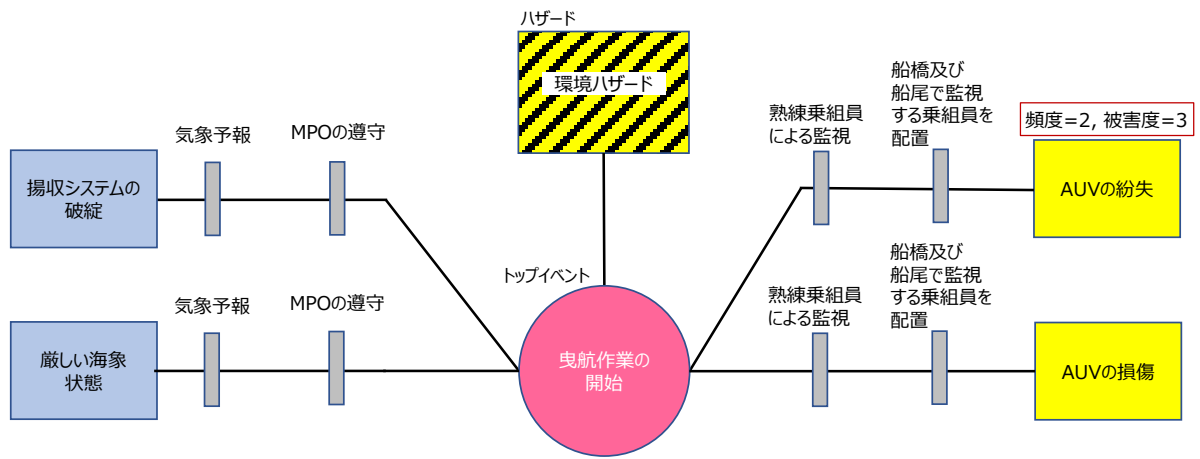 ハザード
環境ハザード
気象予報
MPOの遵守
揚収システムの
破綻
熟練乗組員
による監視
船橋及び
船尾で監視
する乗組員を
配置
頻度=2, 被害度=3
AUVの紛失
トップイベント
曳航作業の
開始
気象予報
MPOの遵守
厳しい海象
状態
熟練乗組員
による監視
船橋及び
船尾で監視
する乗組員を
配置
AUVの損傷